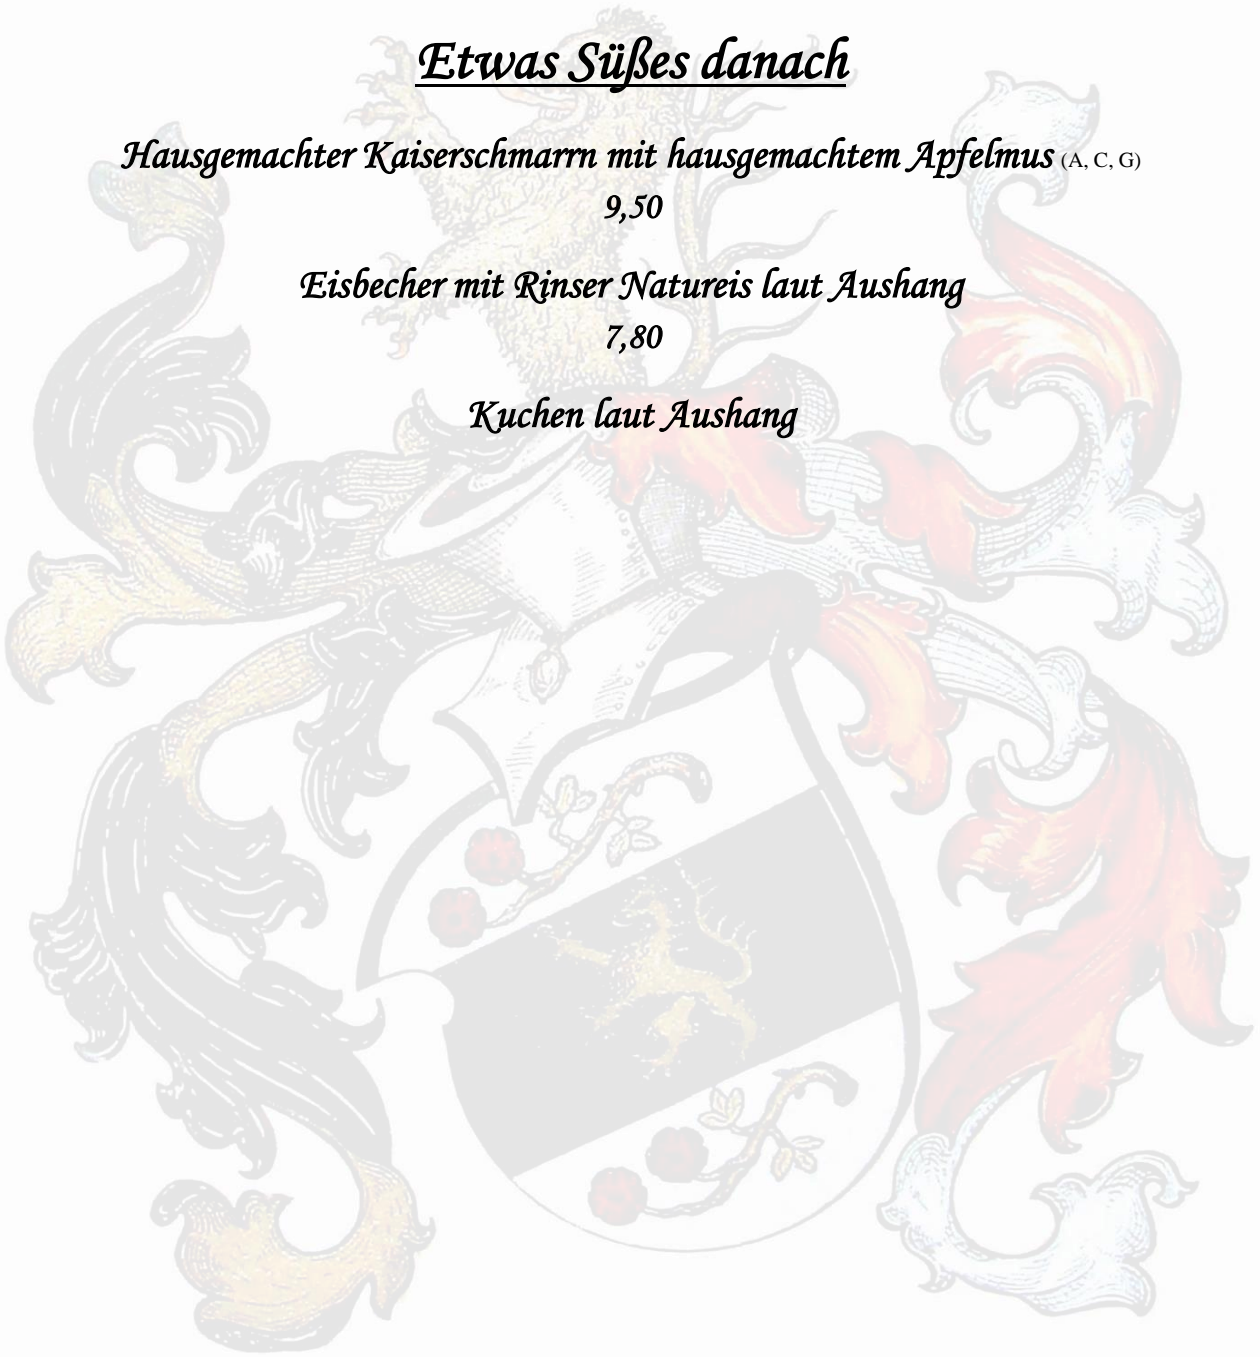 Etwas Süßes danach
Hausgemachter Kaiserschmarrn mit hausgemachtem Apfelmus (A, C, G)
9,50
Eisbecher mit Rinser Natureis laut Aushang
7,80
Kuchen laut Aushang